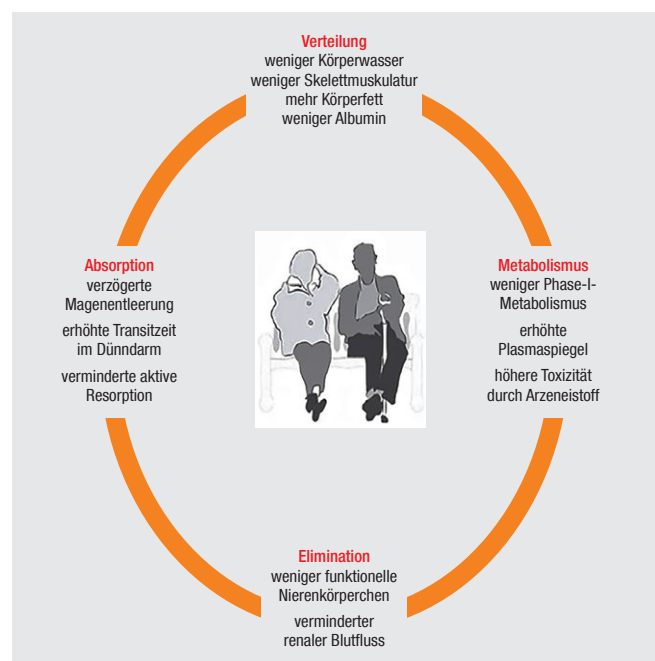 Verteilung
weniger Körperwasser
weniger Skelettmuskulatur
mehr Körperfett
weniger Albumin
Absorption
verzögerte
Magenentleerung
erhöhte Transitzeit
im Dünndarm
verminderte aktive
Resorption
Metabolismus
weniger Phase-I-
Metabolismus
erhöhte
Plasmaspiegel
höhere Toxizität
durch Arzeneistoff
Elimination
weniger funktionelle
Nierenkörperchen
verminderter
renaler Blutfluss